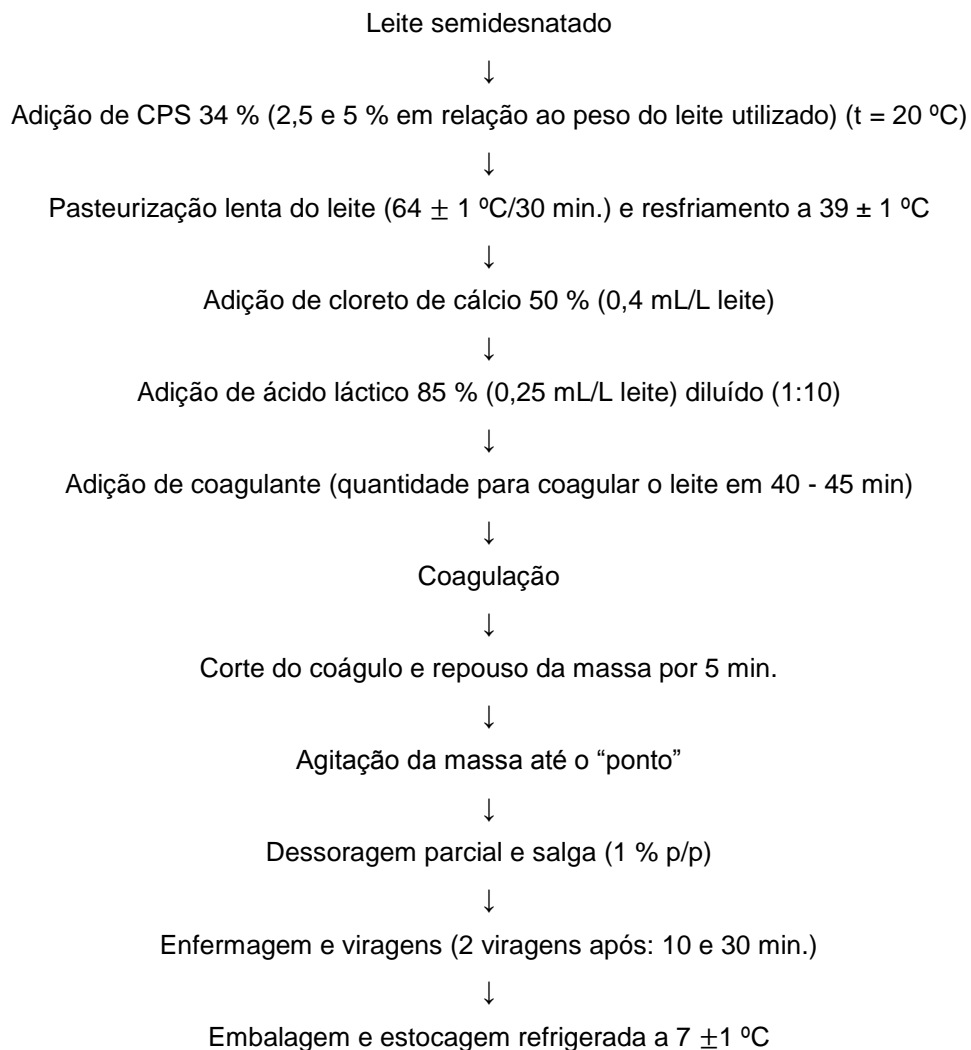 Leite semidesnatado
↓
Adição de CPS 34 % (2,5 e 5 % em relação ao peso do leite utilizado) (t = 20 ºC)
↓
Pasteurização lenta do leite (64 ± 1 ºC/30 min.) e resfriamento a 39 ± 1 ºC
↓
Adição de cloreto de cálcio 50 % (0,4 mL/L leite)
↓
Adição de ácido láctico 85 % (0,25 mL/L leite) diluído (1:10)
↓
Adição de coagulante (quantidade para coagular o leite em 40 - 45 min)
↓
Coagulação
↓
Corte do coágulo e repouso da massa por 5 min.
↓
Agitação da massa até o “ponto”
↓
Dessoragem parcial e salga (1 % p/p)
↓
Enfermagem e viragens (2 viragens após: 10 e 30 min.)
↓
Embalagem e estocagem refrigerada a 7 ±1 ºC